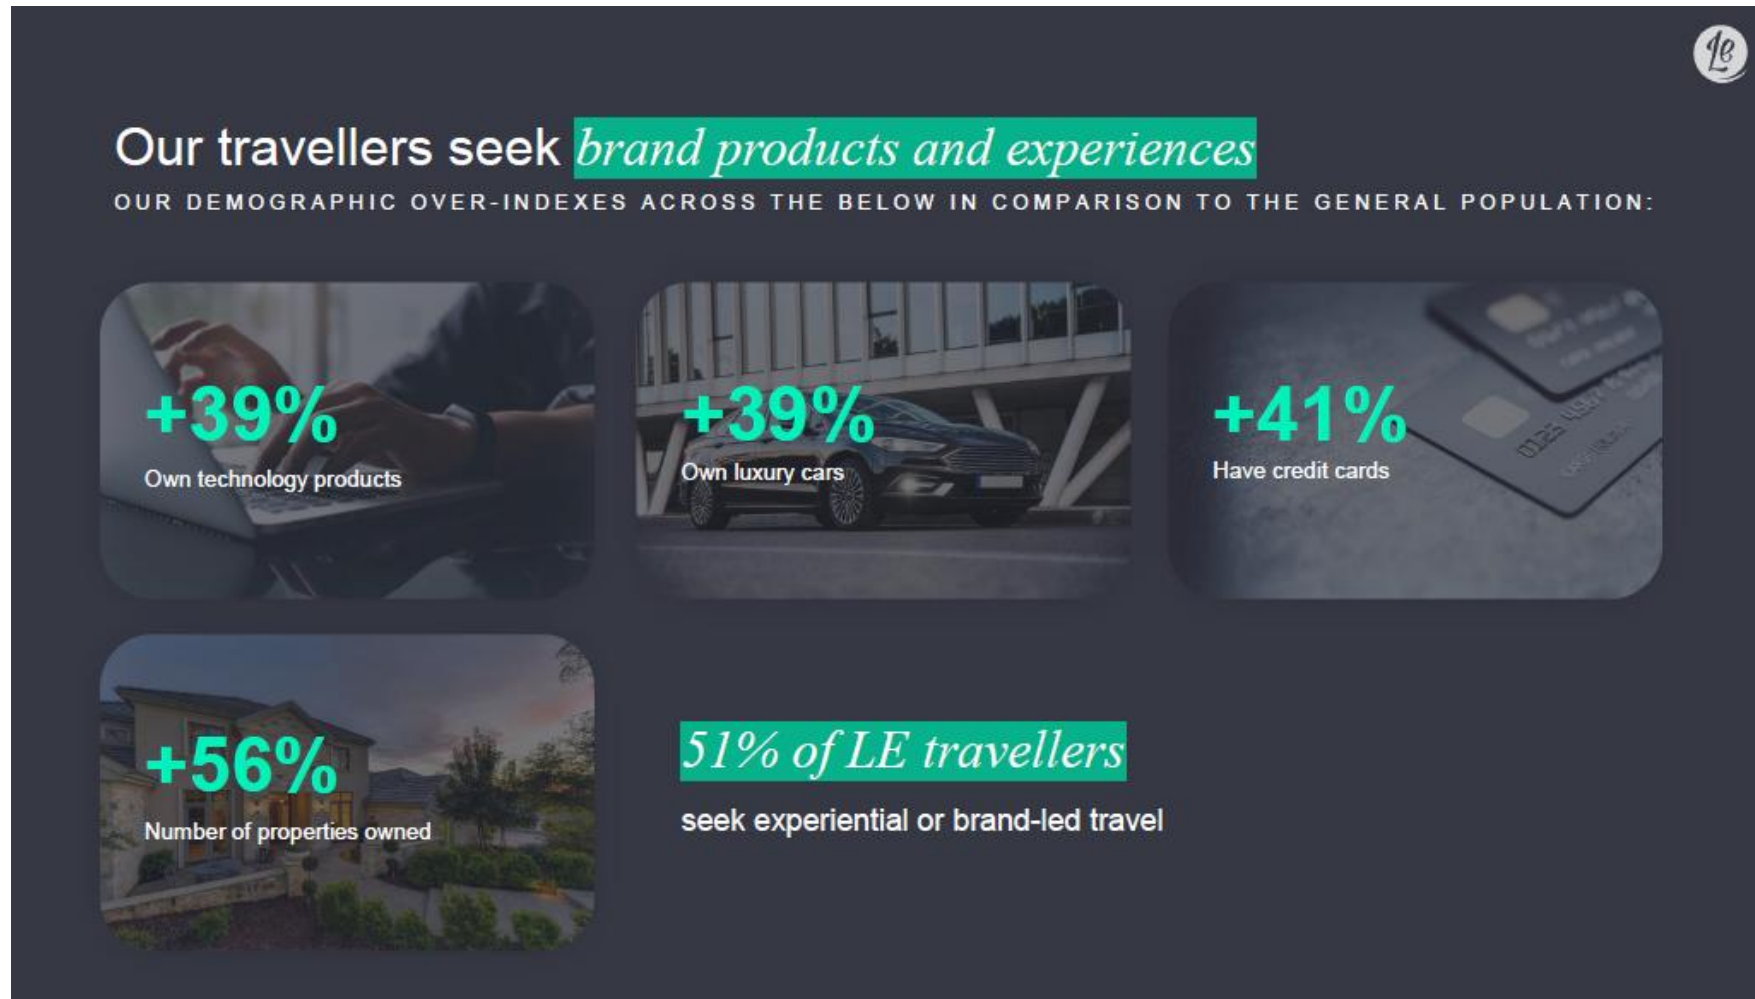 Le
Our travellers seek brand products and experiences
OUR DEMOGRAPHIC OVER-INDEXES ACROSS THE BELOW IN COMPARISON TO THE GENERAL POPULATION:
+39%
Own technology products
+39%
Own luxury cars
+41%
Have credit cards
+56%
Number of properties owned
51% of LE travellers
seek experiential or brand-led travel